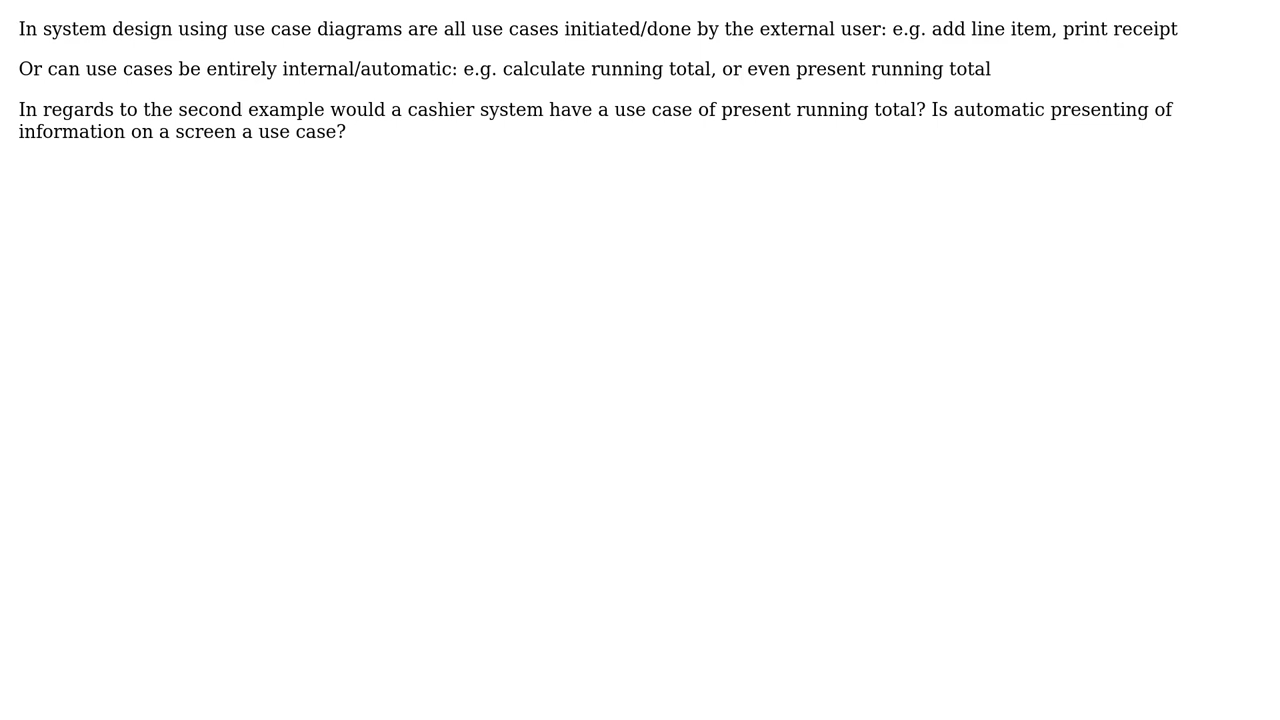 In system design using use case diagrams are all use cases initiated/done by the external user: e.g. add line item, print receipt
Or can use cases be entirely internal/automatic: e.g. calculate running total, or even present running total
In regards to the second example would a cashier system have a use case of present running total? Is automatic presenting of
information on a screen a use case?